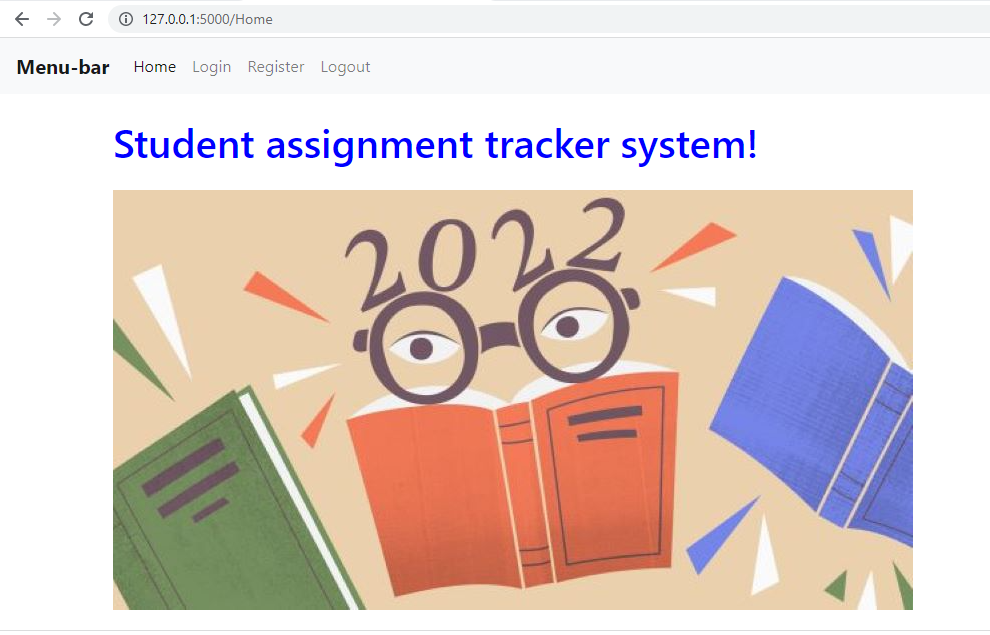 127.0.0.1:5000/Home
Menu-bar Home Login Register Logout
Student assignment tracker system!
2022